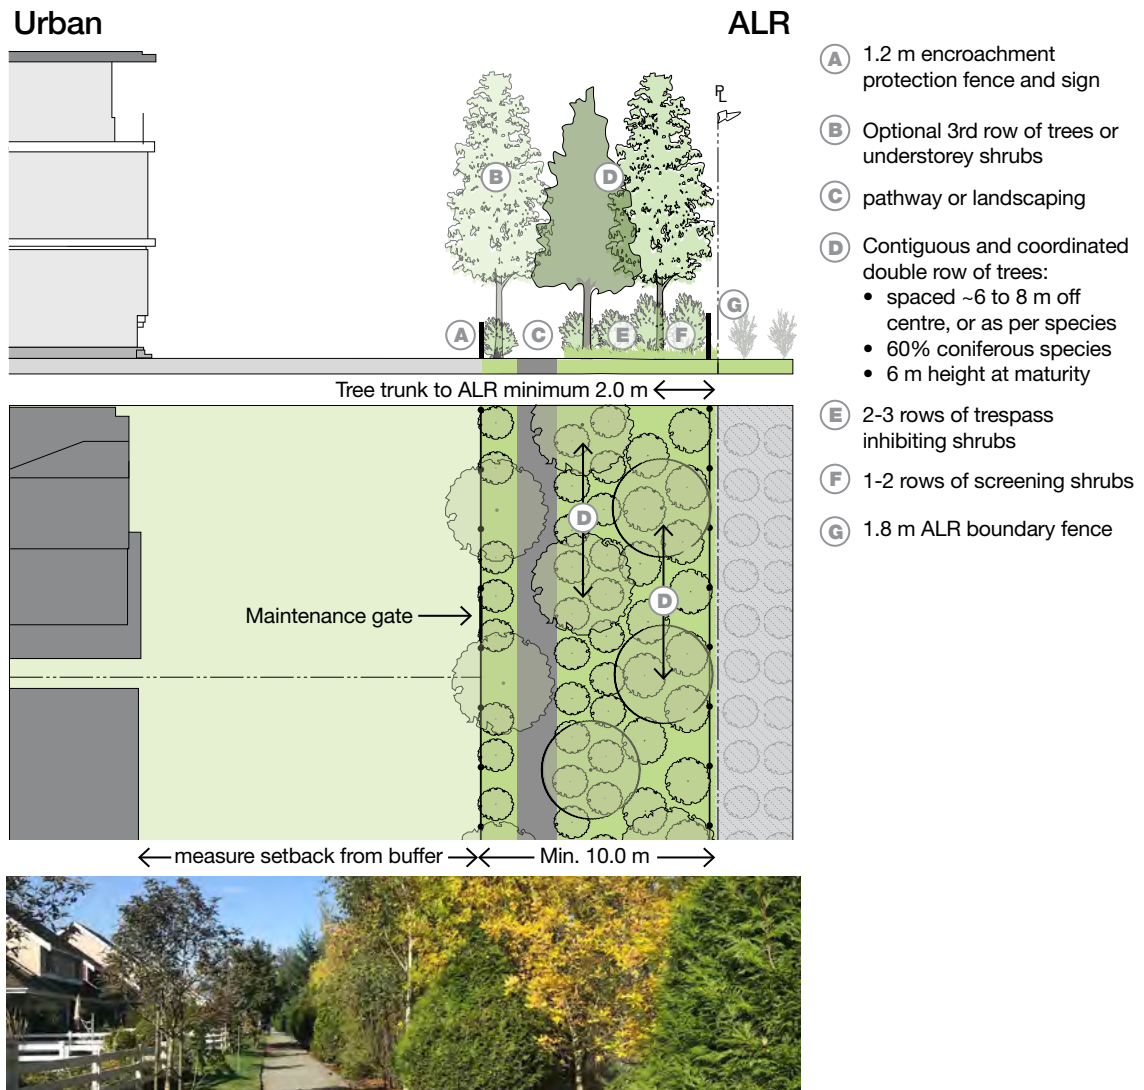 Urban
ALR
A
1.2 m encroachment
protection fence and sign
B
Optional 3rd row of trees or
understorey shrubs
C
pathway or landscaping
D
Contiguous and coordinated
double row of trees:
• spaced ~6 to 8 m off
centre, or as per species
• 60% coniferous species
• 6 m height at maturity
E
2-3 rows of trespass
inhibiting shrubs
F
1-2 rows of screening shrubs
G
1.8 m ALR boundary fence
PL
B
D
G
A
C
E
F
Tree trunk to ALR minimum 2.0 m
D
D
Maintenance gate
measure setback from buffer
Min. 10.0 m